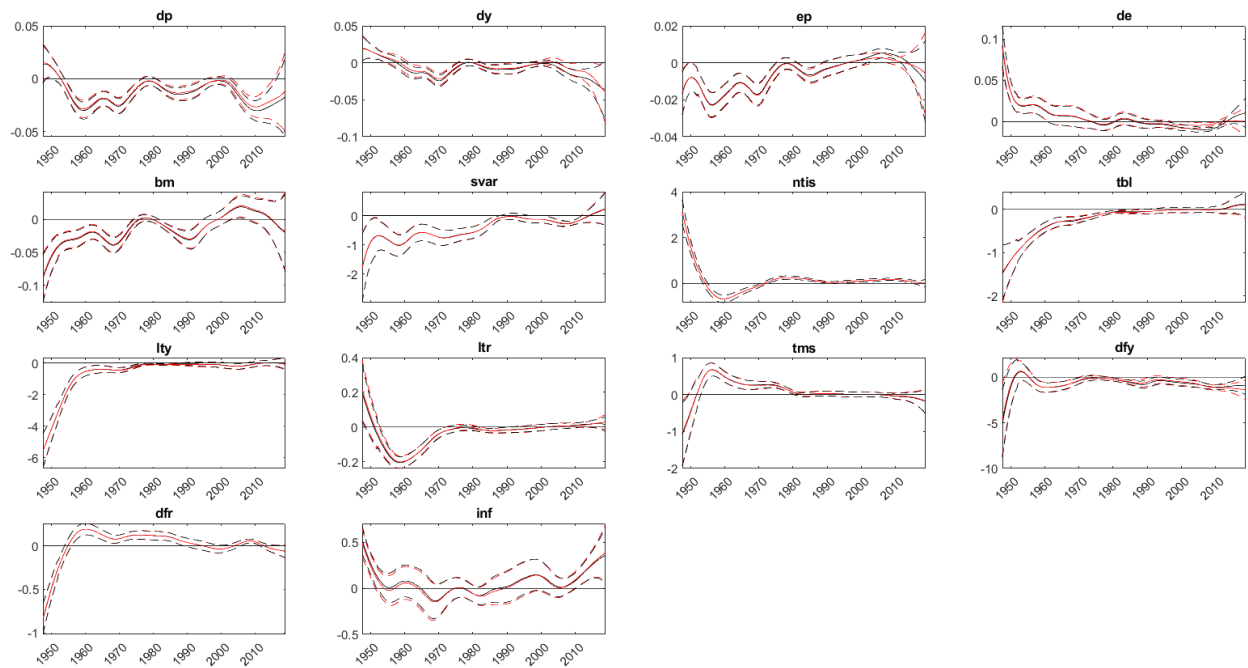 dp dy ep de
0.05 0.05 0.02 0.1
0 0 0 0.05
-0.05 -0.05 -0.02 0
-0.1 -0.04
1950 1960 1970 1980 1990 2000 2010 1950 1960 1970 1980 1990 2000 2010 1950 1960 1970 1980 1990 2000 2010 1950 1960 1970 1980 1990 2000 2010
bm svar ntis tbl
0 0 4 0
-0.05 -1 2 -1
-0.1 -2 0 -2
1950 1960 1970 1980 1990 2000 2010 1950 1960 1970 1980 1990 2000 2010 1950 1960 1970 1980 1990 2000 2010 1950 1960 1970 1980 1990 2000 2010
lty ltr tms dfy
0 0.4 1 0
-2 0.2 0 -5
-4 0 -1 -10
-6 -0.2 -2
1950 1960 1970 1980 1990 2000 2010 1950 1960 1970 1980 1990 2000 2010 1950 1960 1970 1980 1990 2000 2010 1950 1960 1970 1980 1990 2000 2010
dfr inf
0 0.5
-0.5 0
-1 -0.5
1950 1960 1970 1980 1990 2000 2010 1950 1960 1970 1980 1990 2000 2010